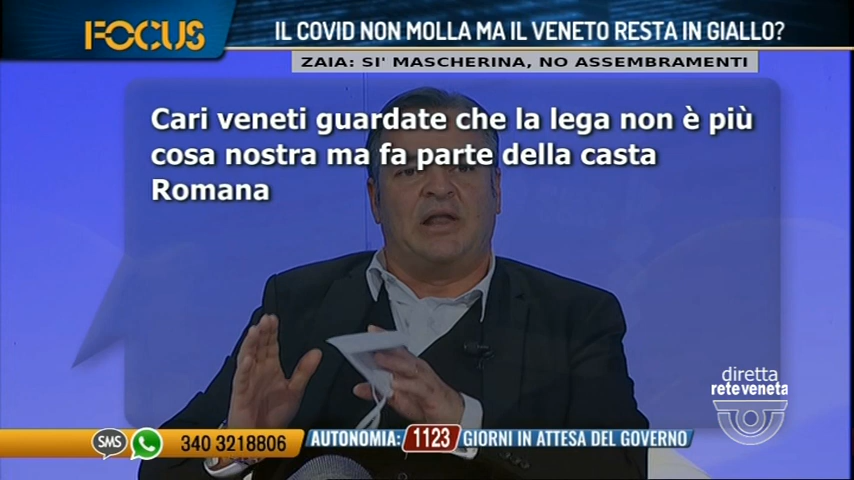 FOCUS
IL COVID NON MOLLA MA IL VENETO RESTA IN GIALLO?
ZAIA: SI' MASCHERINA, NO ASSEMBRAMENTI
Cari veneti guardate che la lega non è più
cosa nostra ma fa parte della casta
Romana
diretta
reteveneta
SMS 340 3218806 AUTONOMIA: 1123 GIORNI IN ATTESA DEL GOVERNO